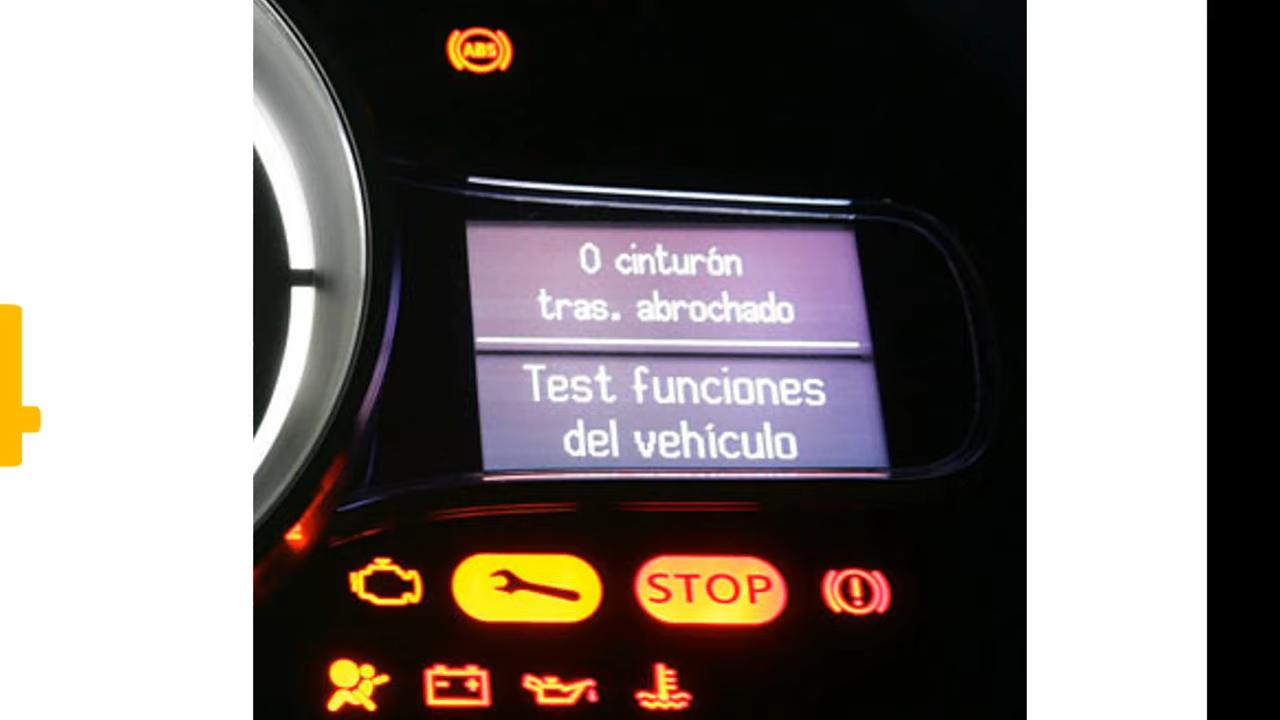 ABS
0 cinturón
tras. abrochado
Test funciones
del vehículo
STOP